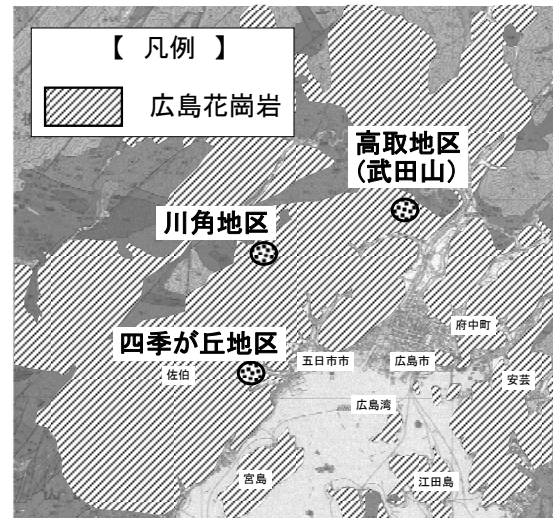 【 凡例 】
広島花崗岩
高取地区
(武田山)
川角地区
四季が丘地区
佐伯
五日市市
広島市
府中町
安芸
広島湾
宮島
江田島